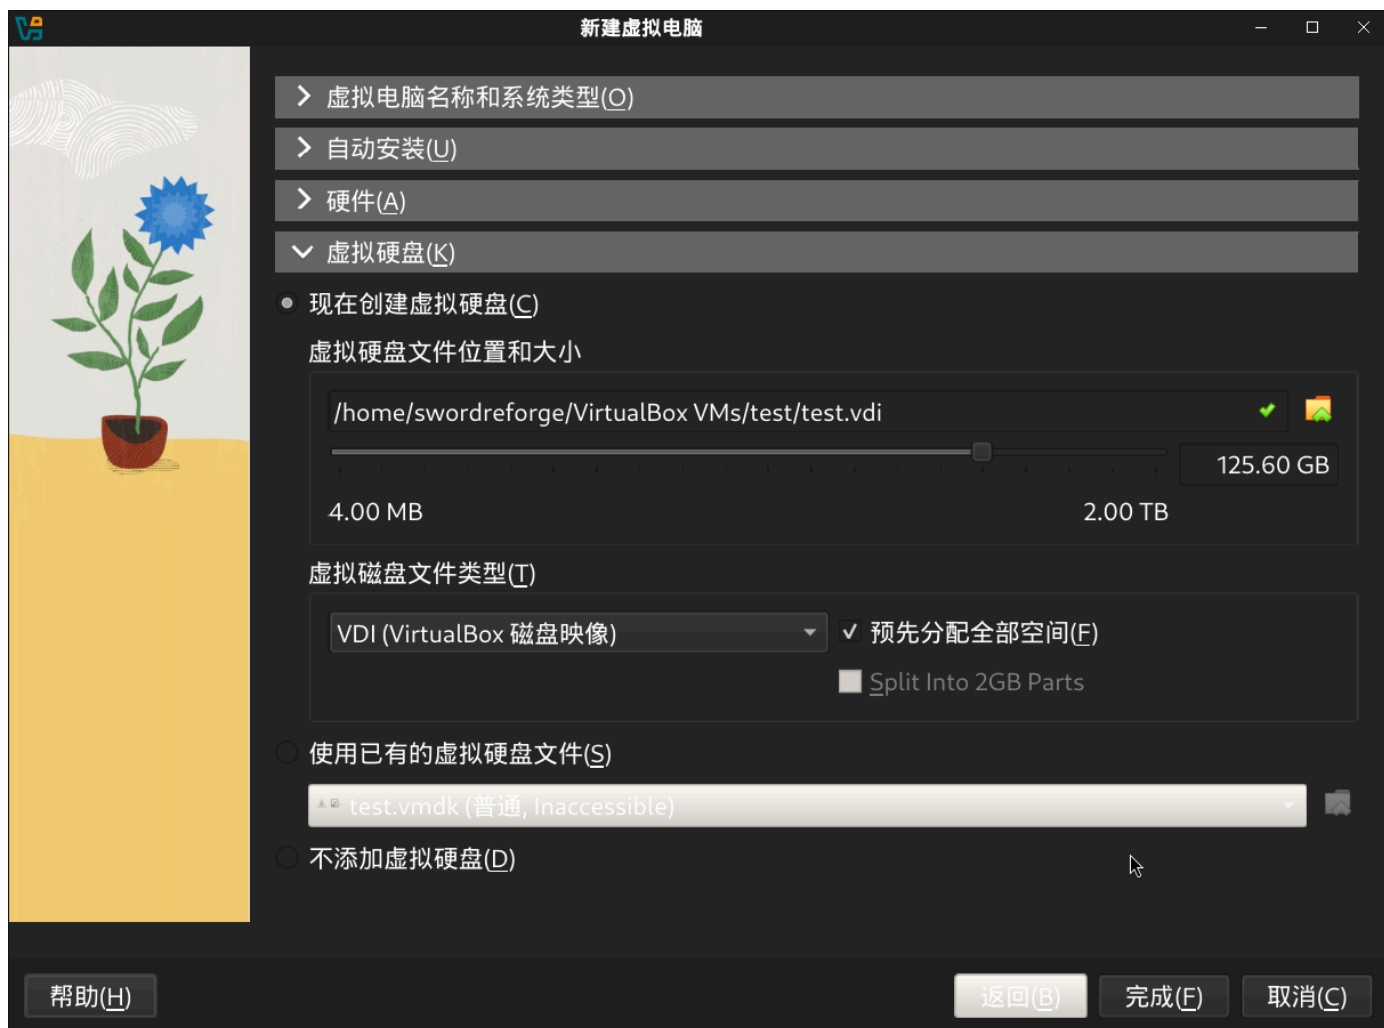 新建虚拟电脑
虚拟电脑名称和系统类型(O)
自动安装(U)
硬件(A)
虚拟硬盘(K)
现在创建虚拟硬盘(C)
虚拟硬盘文件位置和大小
/home/swordreforge/VirtualBox VMs/test/test.vdi
125.60 GB
4.00 MB 2.00 TB
虚拟磁盘文件类型(T)
VDI (VirtualBox 磁盘映像) 预先分配全部空间(F)
Split Into 2GB Parts
使用已有的虚拟硬盘文件(S)
test.vmdk (普通, Inaccessible)
不添加虚拟硬盘(D)
帮助(H) 返回(B) 完成(F) 取消(C)